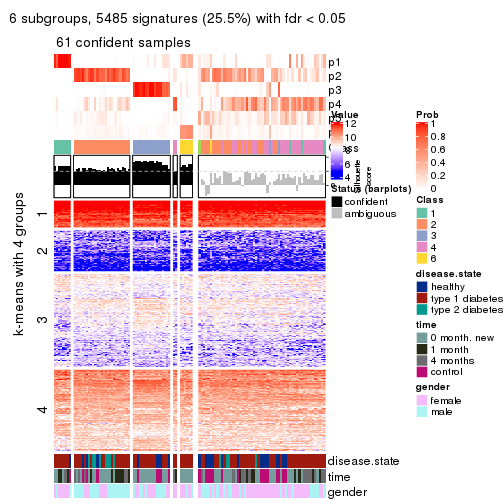 6 subgroups, 5485 signatures (25.5%) with fdr < 0.05
61 confident samples
p1
p2
p3
p4
k-means with 4 groups
1
2
3
4
Value
12
10
8
6
4
Status (barplots)
confident
ambiguous
Silhouette
score
Prob
1
0.8
0.6
0.4
0.2
0
Class
1
2
3
4
6
disease.state
healthy
type 1 diabetes
type 2 diabetes
time
0 month. new
1 month
4 months
control
gender
female
male
disease.state
time
gender